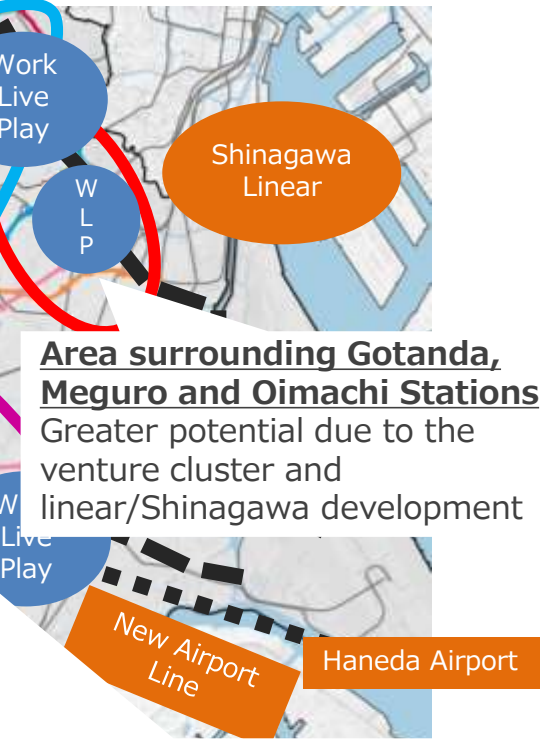 Work
Live
Play
W
L
P
Shinagawa
Linear
Area surrounding Gotanda,
Meguro and Oimachi Stations
Greater potential due to the
venture cluster and
linear/Shinagawa development
W
Live
Play
New Airport
Line
Haneda Airport